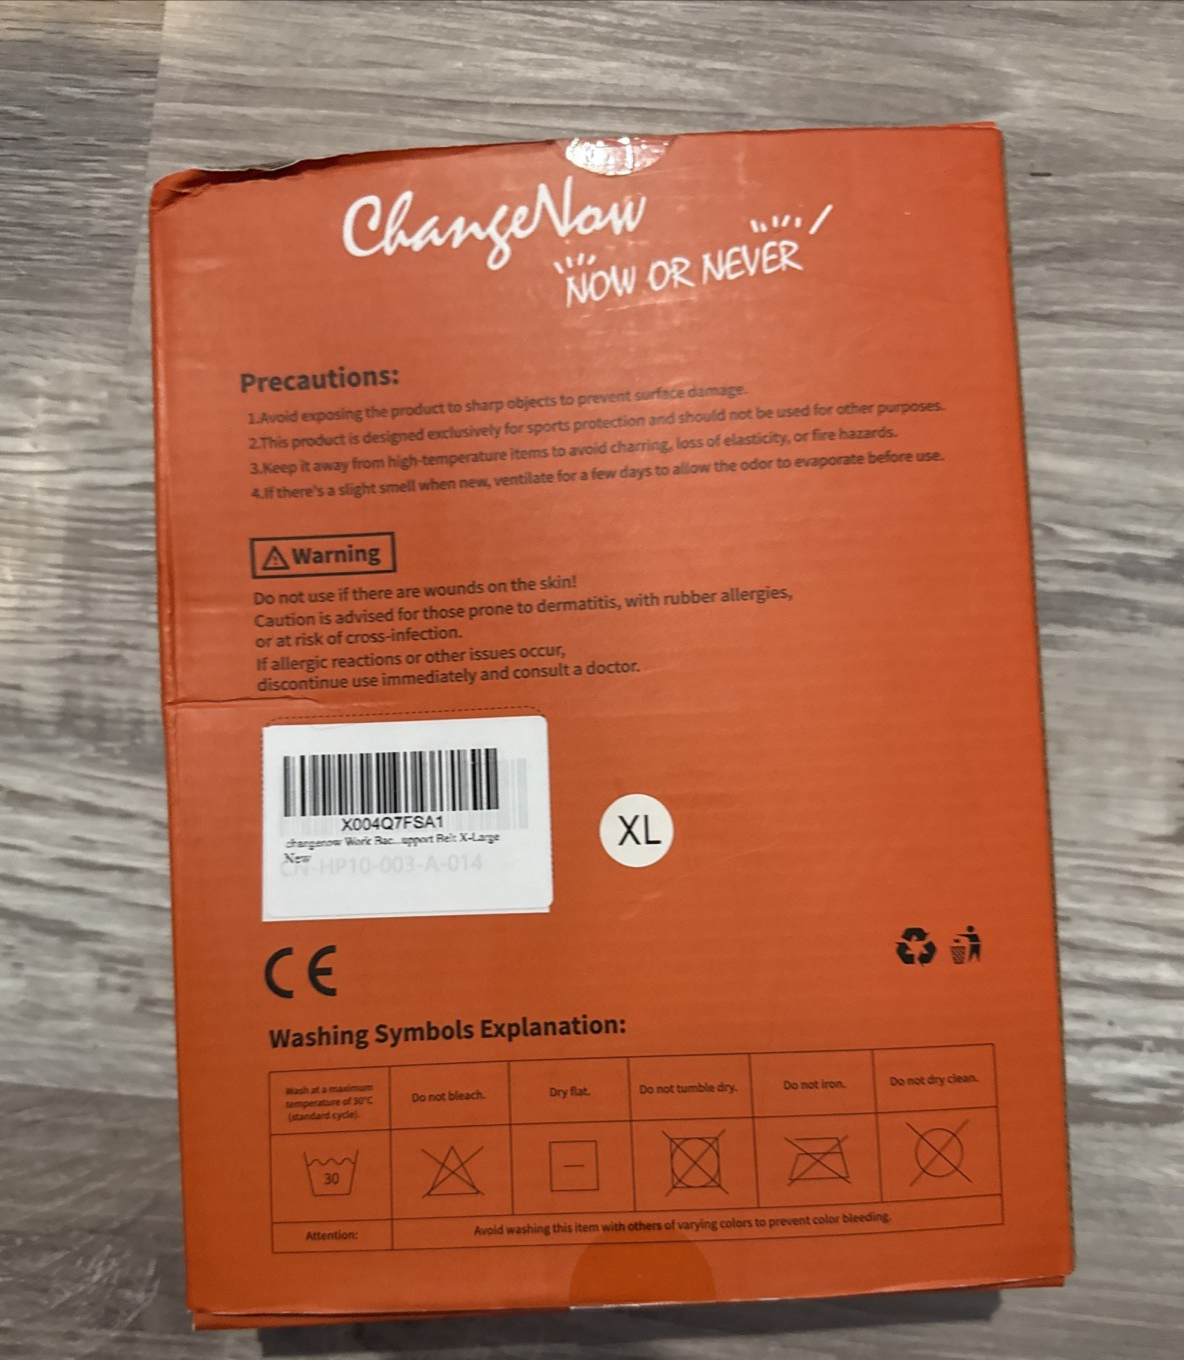 ChangeNow
NOW OR NEVER
Precautions:
1.Avoid exposing the product to sharp objects to prevent surface damage.
2.This product is designed exclusively for sports protection and should not be used for other purposes.
3.Keep it away from high-temperature items to avoid charring, loss of elasticity, or fire hazards.
4.If there's a slight smell when new, ventilate for a few days to allow the odor to evaporate before use.
Warning
Do not use if there are wounds on the skin!
Caution is advised for those prone to dermatitis, with rubber allergies,
or at risk of cross-infection.
If allergic reactions or other issues occur,
discontinue use immediately and consult a doctor.
X004Q7FSA1
changenow Work Bac...upport Belt X-Large
New
CN-HP10-003-A-014
XL
CE
Washing Symbols Explanation:
Wash at a maximum
temperature of 30°C
(standard cycle).
Do not bleach.
Dry flat.
Do not tumble dry.
Do not iron.
Do not dry clean.
30
Attention:
Avoid washing this item with others of varying colors to prevent color bleeding.